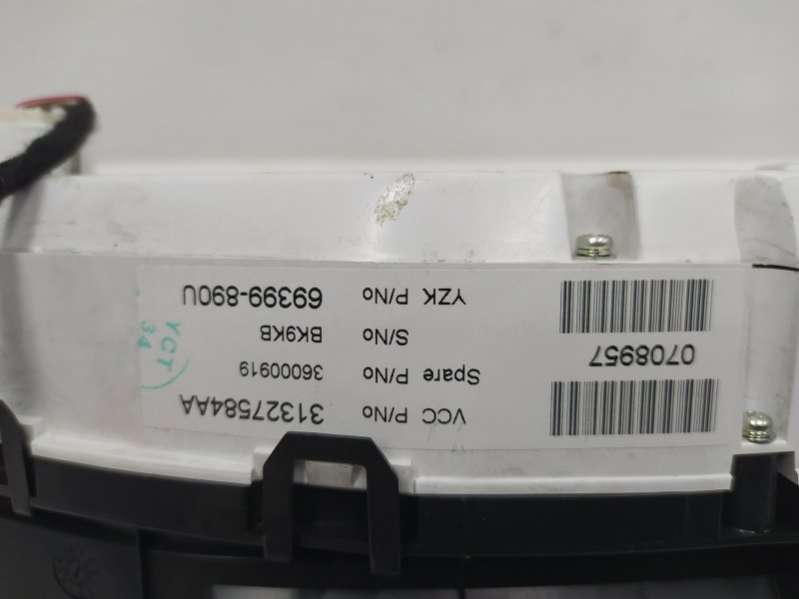 VCC P/No 31327584AA
Spare P/No 36000919
S/No BK9KB
YZK P/No 69399-890U
0708957
YCT
34